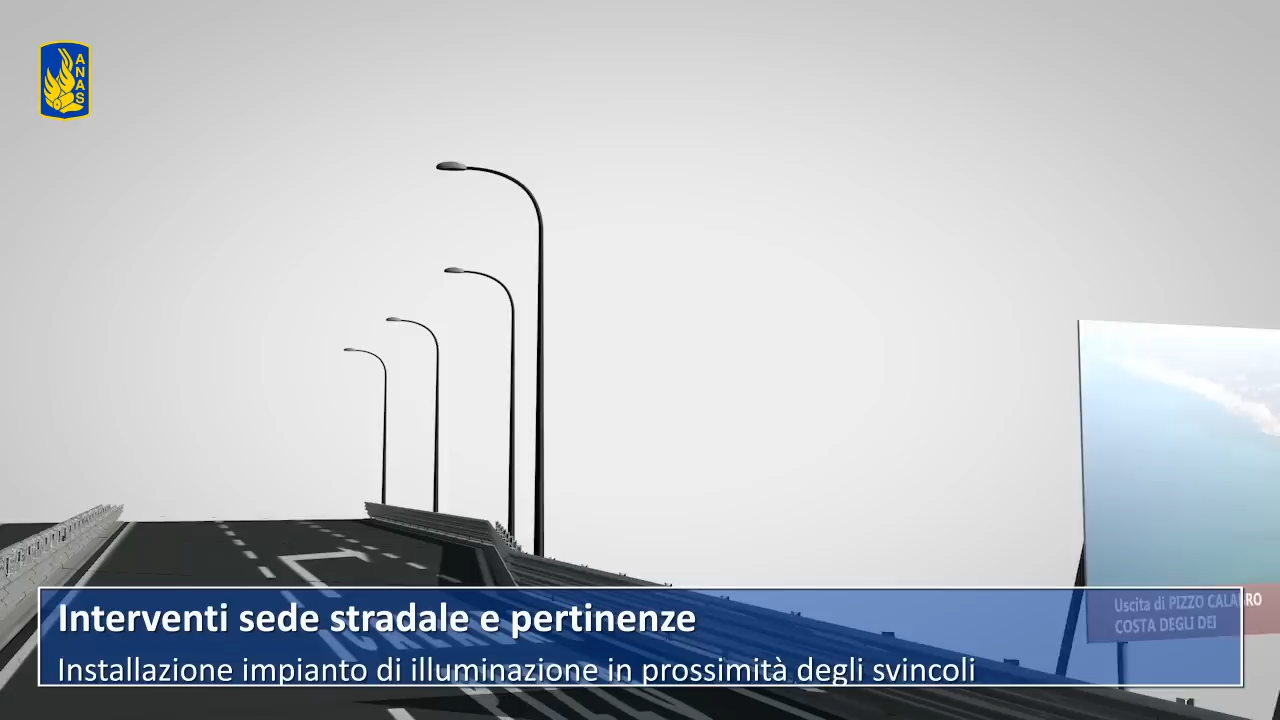 ANAS
Interventi sede stradale e pertinenze
Installazione impianto di illuminazione in prossimità degli svincoli
Uscita di PIZZO CALABRO
COSTA DEGLI DEI